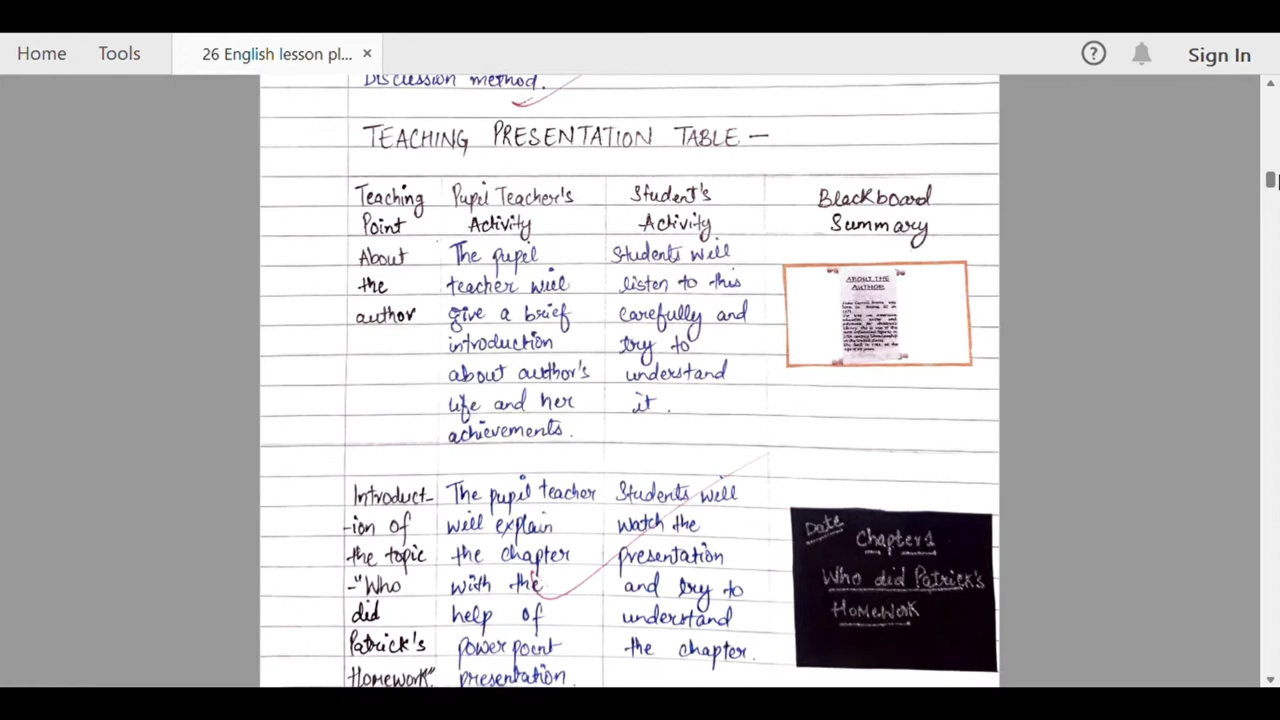 Home Tools 26 English lesson pl... × Sign In
Discussion method.
TEACHING PRESENTATION TABLE —
Teaching Pupil Teacher's Student's Blackboard
Point Activity Activity Summary
About The pupil Students will
the teacher will listen to this
author give a brief carefully and
introduction try to
about author's understand
life and her it.
achievements.
ABOUT THE
AUTHOR:
Introduct- The pupil teacher Students will
-ion of will explain watch the
the topic the chapter presentation
-"Who with the and try to
did help of understand
Patrick's powerpoint the chapter.
Homework" presentation.
Date
Chapter 1
Who did Patrick's
Homework